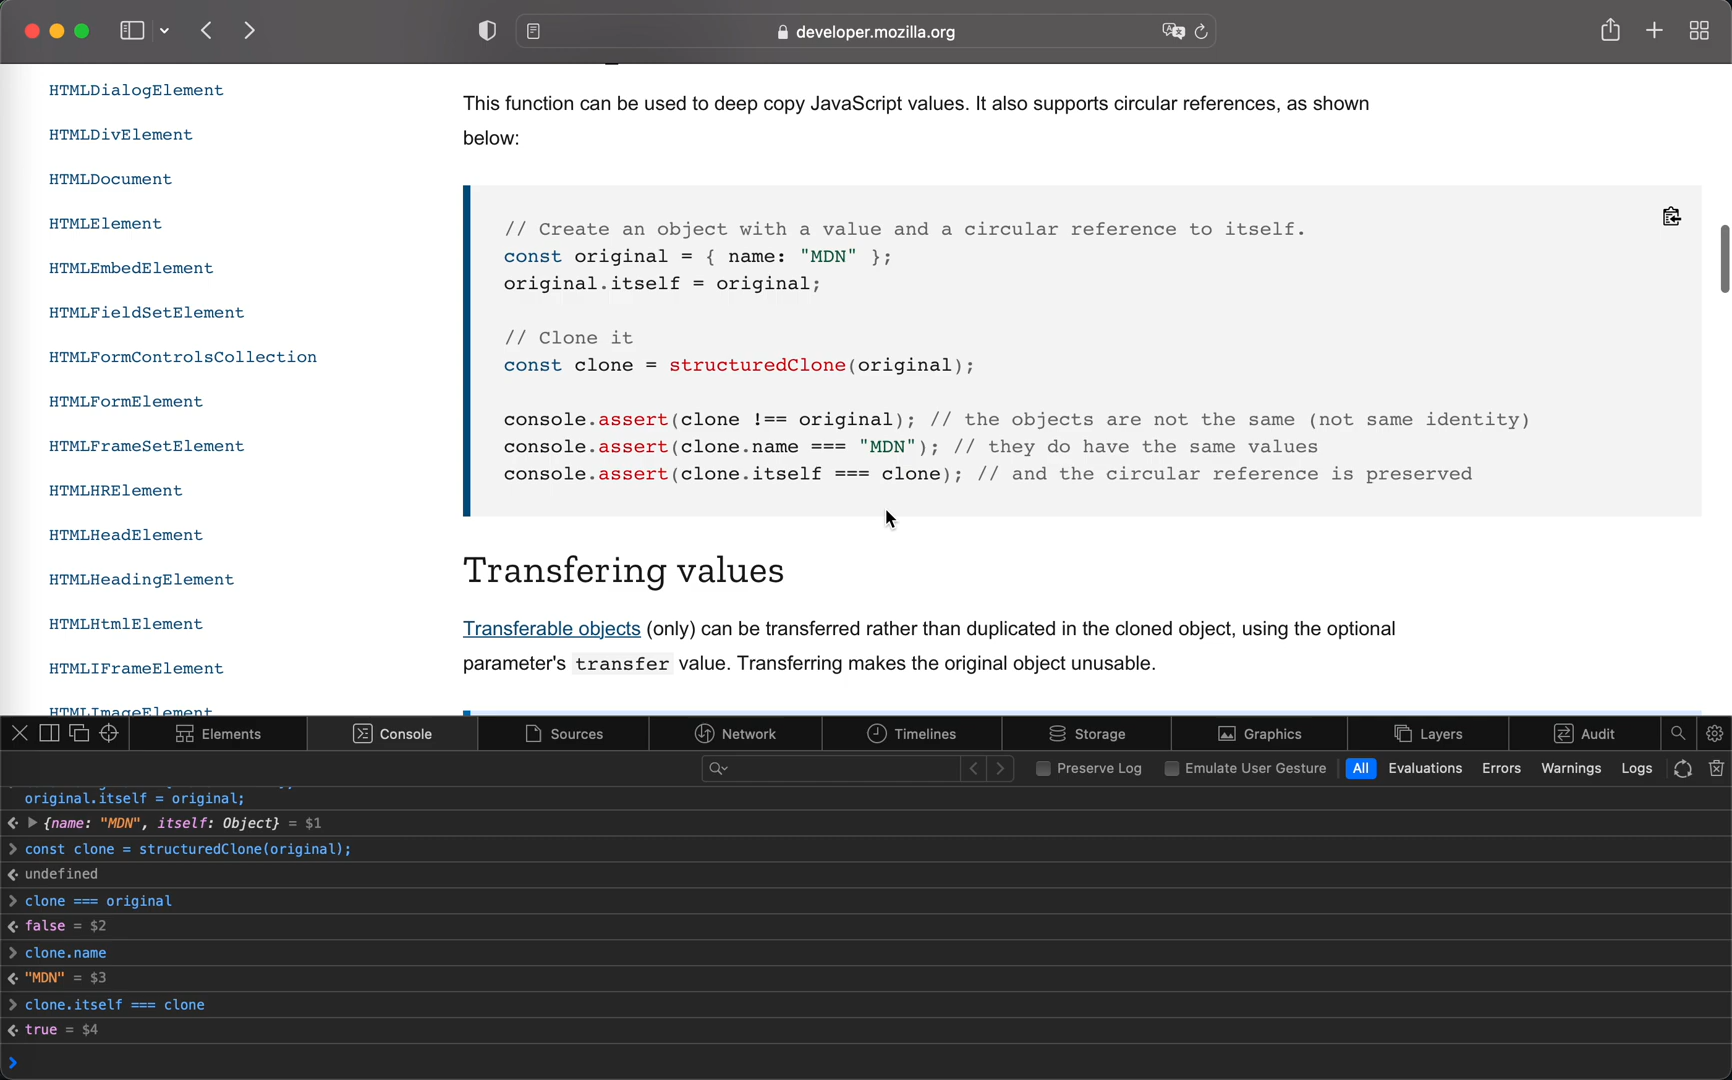 developer.mozilla.org
HTMLDialogElement
HTMLDivElement
HTMLDocument
HTMLElement
HTMLEmbedElement
HTMLFieldSetElement
HTMLFormControlsCollection
HTMLFormElement
HTMLFrameSetElement
HTMLHRElement
HTMLHeadElement
HTMLHeadingElement
HTMLHtmlElement
HTMLIFrameElement
HTMLImageElement
This function can be used to deep copy JavaScript values. It also supports circular references, as shown
below:
// Create an object with a value and a circular reference to itself.
const original = { name: "MDN" };
original.itself = original;
// Clone it
const clone = structuredClone(original);
console.assert(clone !== original); // the objects are not the same (not same identity)
console.assert(clone.name === "MDN"); // they do have the same values
console.assert(clone.itself === clone); // and the circular reference is preserved
Transfering values
Transferable objects (only) can be transferred rather than duplicated in the cloned object, using the optional
parameter's transfer value. Transferring makes the original object unusable.
Elements Console Sources Network Timelines Storage Graphics Layers Audit
Preserve Log Emulate User Gesture All Evaluations Errors Warnings Logs
original.itself = original;
{name: "MDN", itself: Object} = $1
const clone = structuredClone(original);
undefined
clone === original
false = $2
clone.name
"MDN" = $3
clone.itself === clone
true = $4